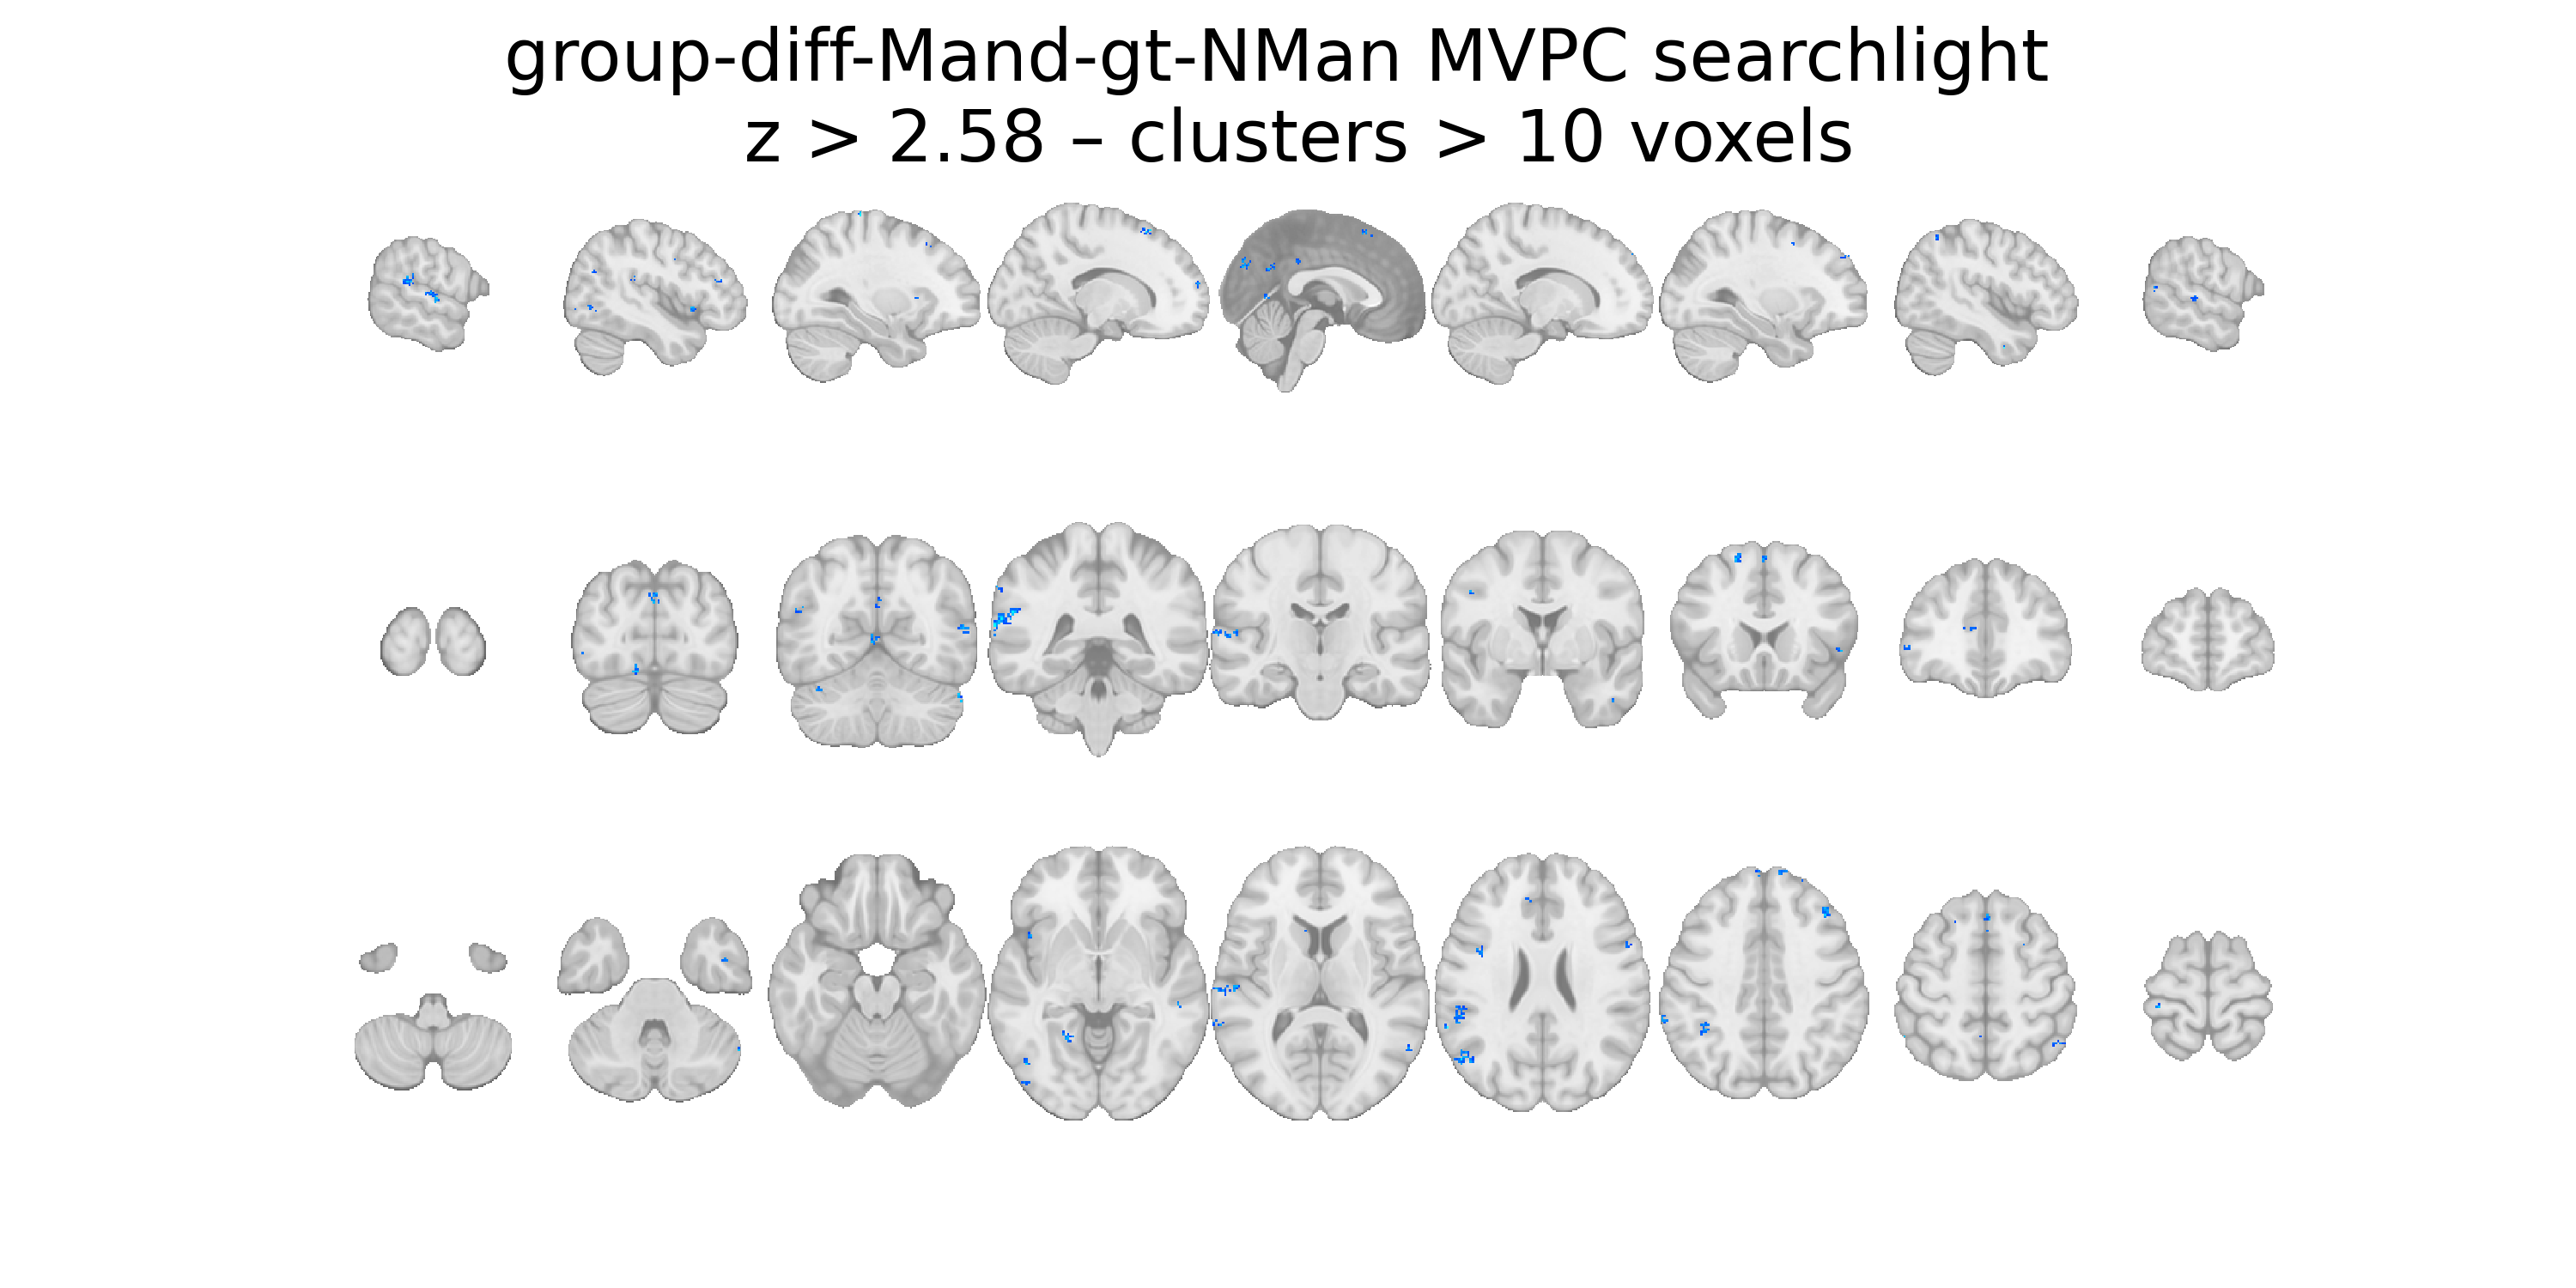 group-diff-Mand-gt-NMan MVPC searchlight
z > 2.58 – clusters > 10 voxels